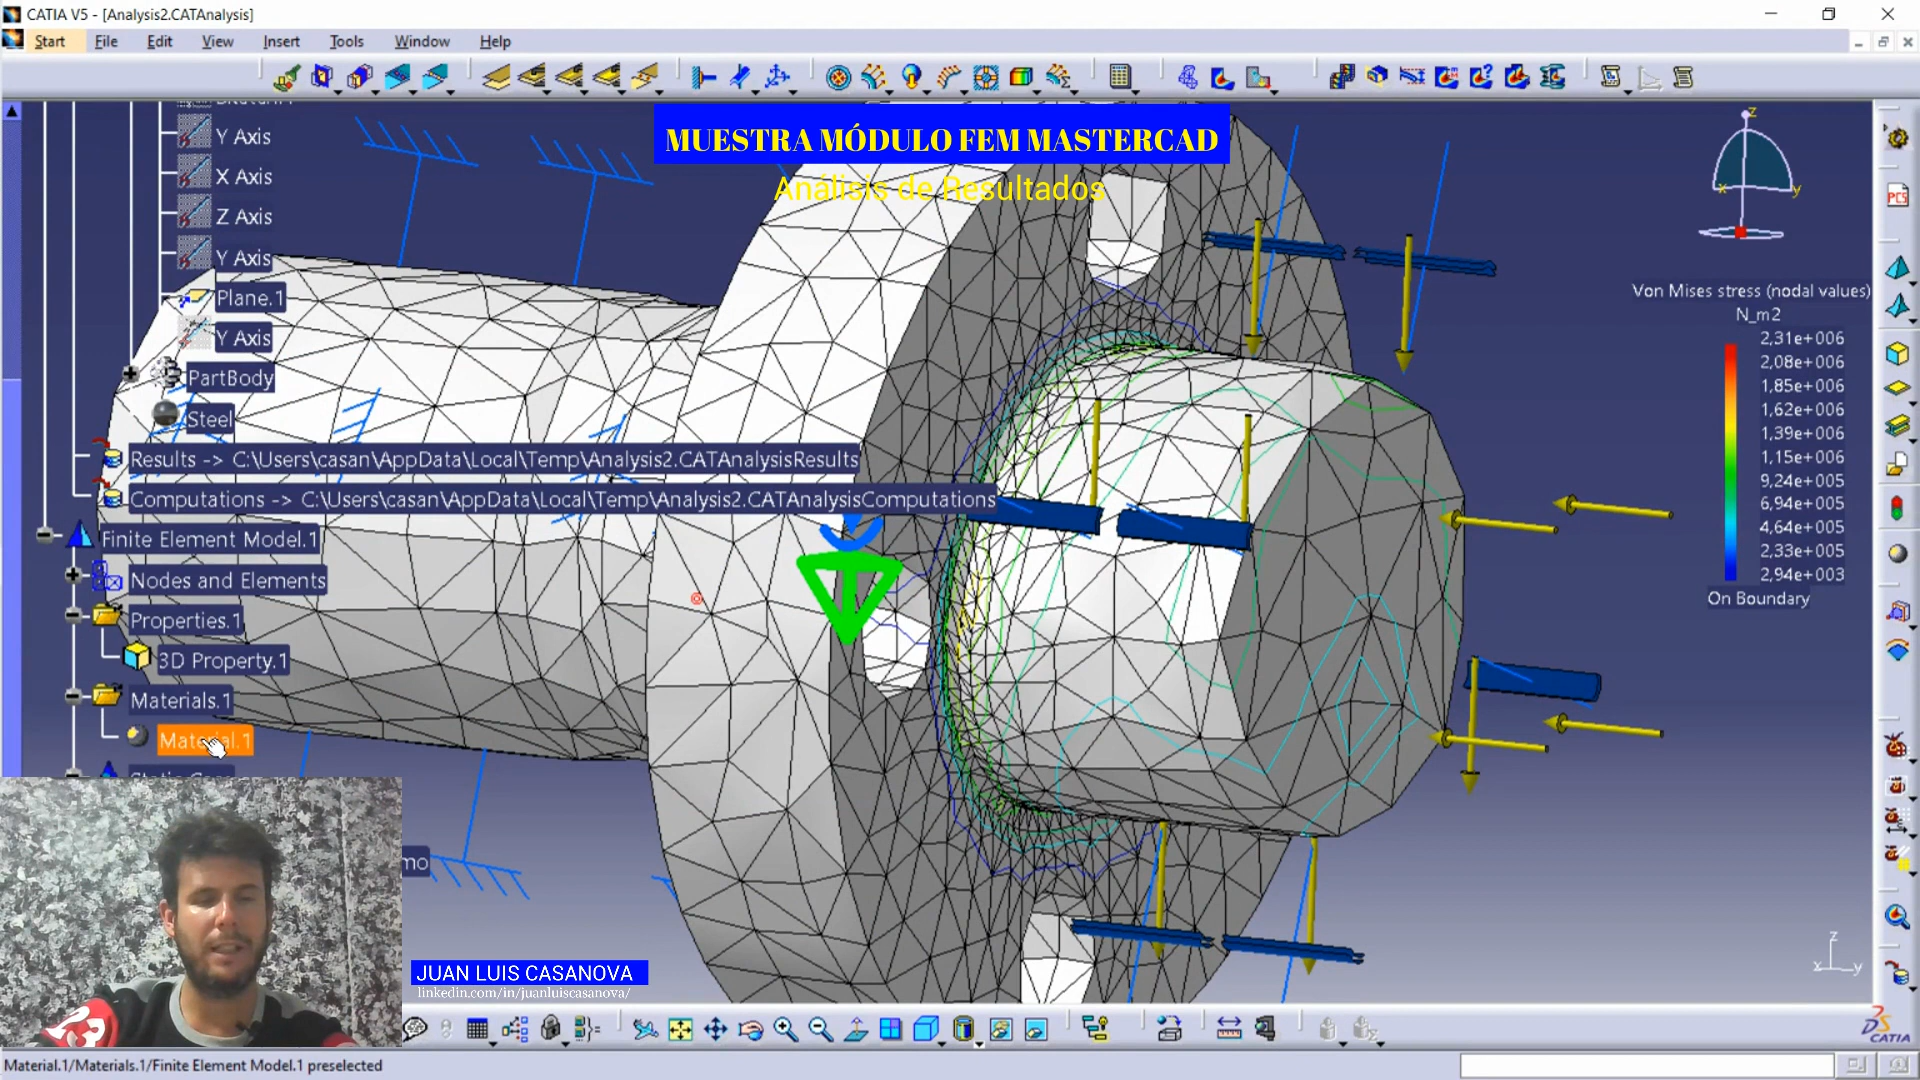 CATIA V5 - [Analysis2.CATAnalysis]
Start File Edit View Insert Tools Window Help
MUESTRA MÓDULO FEM MASTERCAD
Análisis de Resultados
Y Axis
X Axis
Z Axis
Y Axis
Plane.1
Y Axis
PartBody
Steel
Results -> C:\Users\casan\AppData\Local\Temp\Analysis2.CATAnalysisResults
Computations -> C:\Users\casan\AppData\Local\Temp\Analysis2.CATAnalysisComputations
Finite Element Model.1
Nodes and Elements
Properties.1
3D Property.1
Materials.1
Material.1
mo
z
x
y
Von Mises stress (nodal values)
N_m2
2,31e+006
2,08e+006
1,85e+006
1,62e+006
1,39e+006
1,15e+006
9,24e+005
6,94e+005
4,64e+005
2,33e+005
2,94e+003
On Boundary
PCS
z
x
y
JUAN LUIS CASANOVA
linkedin.com/in/juanluiscasanova/
CATIA
Material.1/Materials.1/Finite Element Model.1 preselected